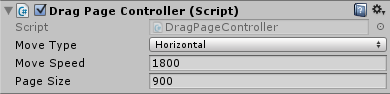 Drag Page Controller (Script)
Script DragPageController
Move Type Horizontal
Move Speed 1800
Page Size 900